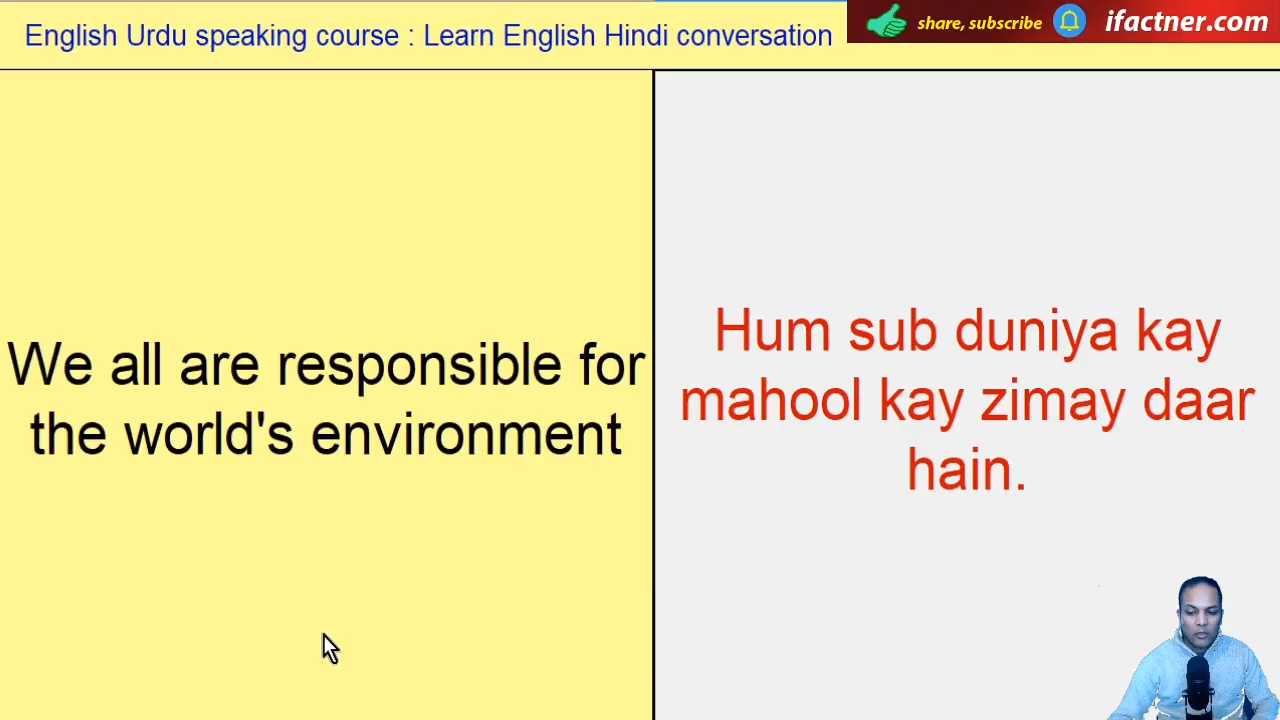 English Urdu speaking course : Learn English Hindi conversation
share, subscribe
ifactner.com
We all are responsible for
the world's environment
Hum sub duniya kay
mahool kay zimay daar
hain.